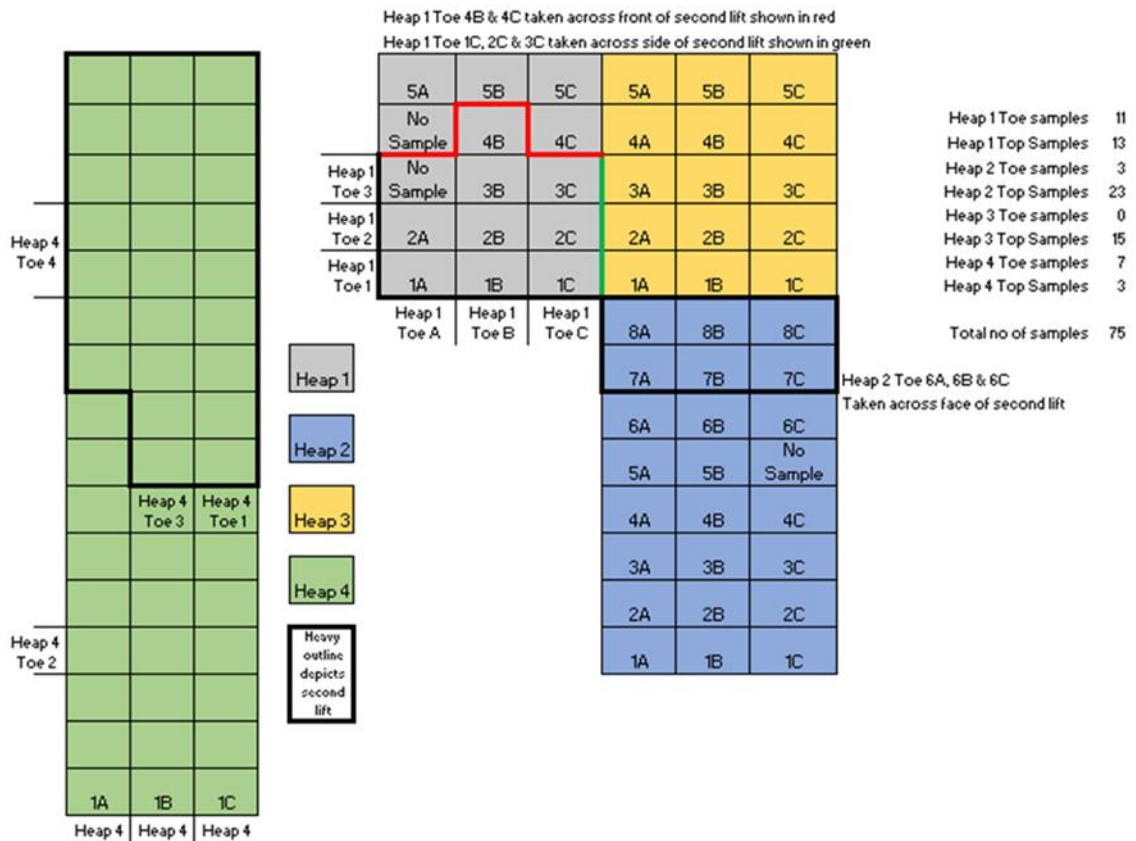 Heap 1 Toe 4B & 4C taken across front of second lift shown in red
Heap 1 Toe 1C, 2C & 3C taken across side of second lift shown in green
5A 5B 5C 5A 5B 5C
No
Sample 4B 4C 4A 4B 4C
Heap 1
Toe 3
No
Sample 3B 3C 3A 3B 3C
Heap 1
Toe 2
2A 2B 2C 2A 2B 2C
Heap 1
Toe 1
1A 1B 1C 1A 1B 1C
Heap 1
Toe A
Heap 1
Toe B
Heap 1
Toe C
8A 8B 8C
7A 7B 7C
6A 6B 6C
No
5A 5B Sample
4A 4B 4C
3A 3B 3C
2A 2B 2C
1A 1B 1C
Heap 2 Toe 6A, 6B & 6C
Taken across face of second lift
Heap 1 Toe samples 11
Heap 1 Top Samples 13
Heap 2 Toe samples 3
Heap 2 Top Samples 23
Heap 3 Toe samples 0
Heap 3 Top Samples 15
Heap 4 Toe samples 7
Heap 4 Top Samples 3
Total no of samples 75
Heap 4
Toe 4
Heap 4
Toe 3
Heap 4
Toe 1
Heap 4
Toe 2
1A 1B 1C
Heap 4 Heap 4 Heap 4
Heap 1
Heap 2
Heap 3
Heap 4
Heavy
outline
depicts
second
lift